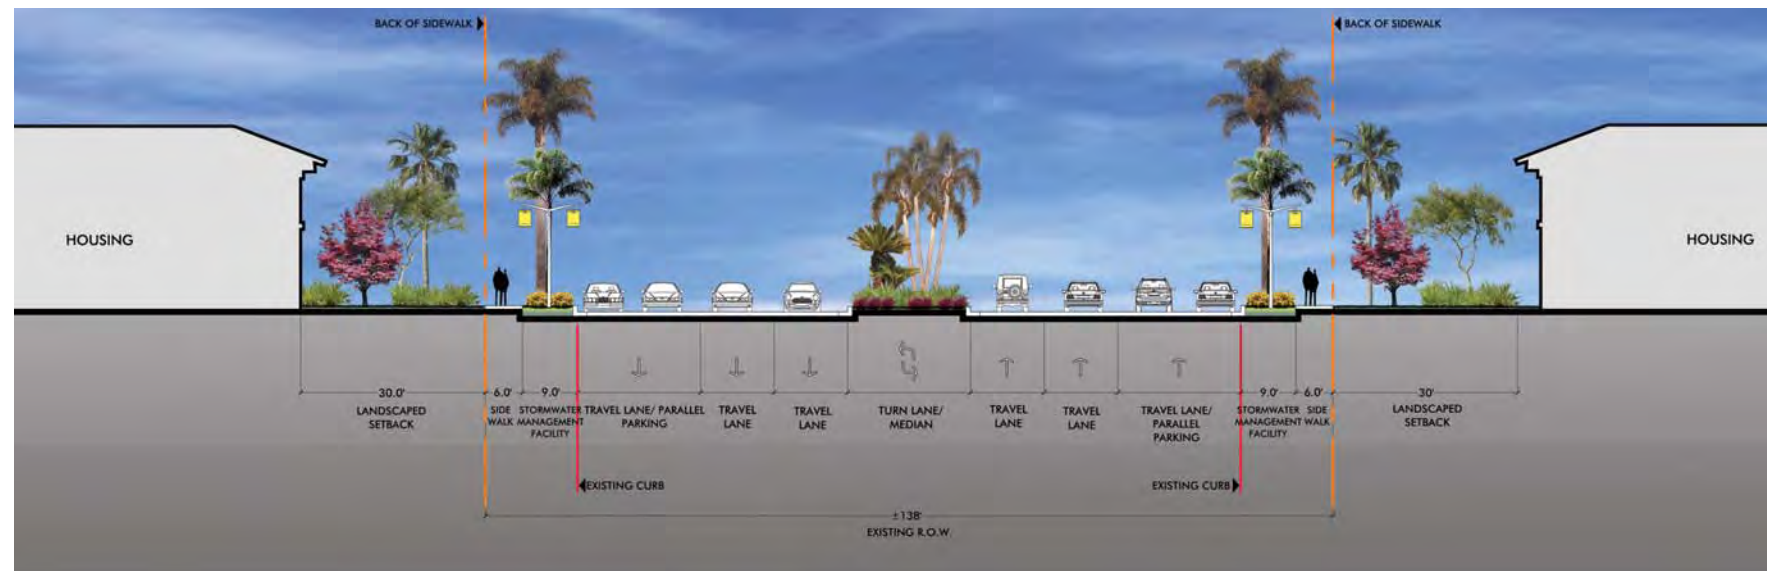 BACK OF SIDEWALK
BACK OF SIDEWALK
HOUSING
HOUSING
30.0'
6.0'
9.0'
9.0'
6.0'
30'
LANDSCAPED
SETBACK
SIDE
WALK
STORMWATER
MANAGEMENT
FACILITY
TRAVEL LANE/ PARALLEL
PARKING
TRAVEL
LANE
TRAVEL
LANE
TURN LANE/
MEDIAN
TRAVEL
LANE
TRAVEL
LANE
TRAVEL LANE/
PARALLEL
PARKING
STORMWATER
MANAGEMENT
FACILITY
SIDE
WALK
LANDSCAPED
SETBACK
EXISTING CURB
EXISTING CURB
±138'
EXISTING R.O.W.